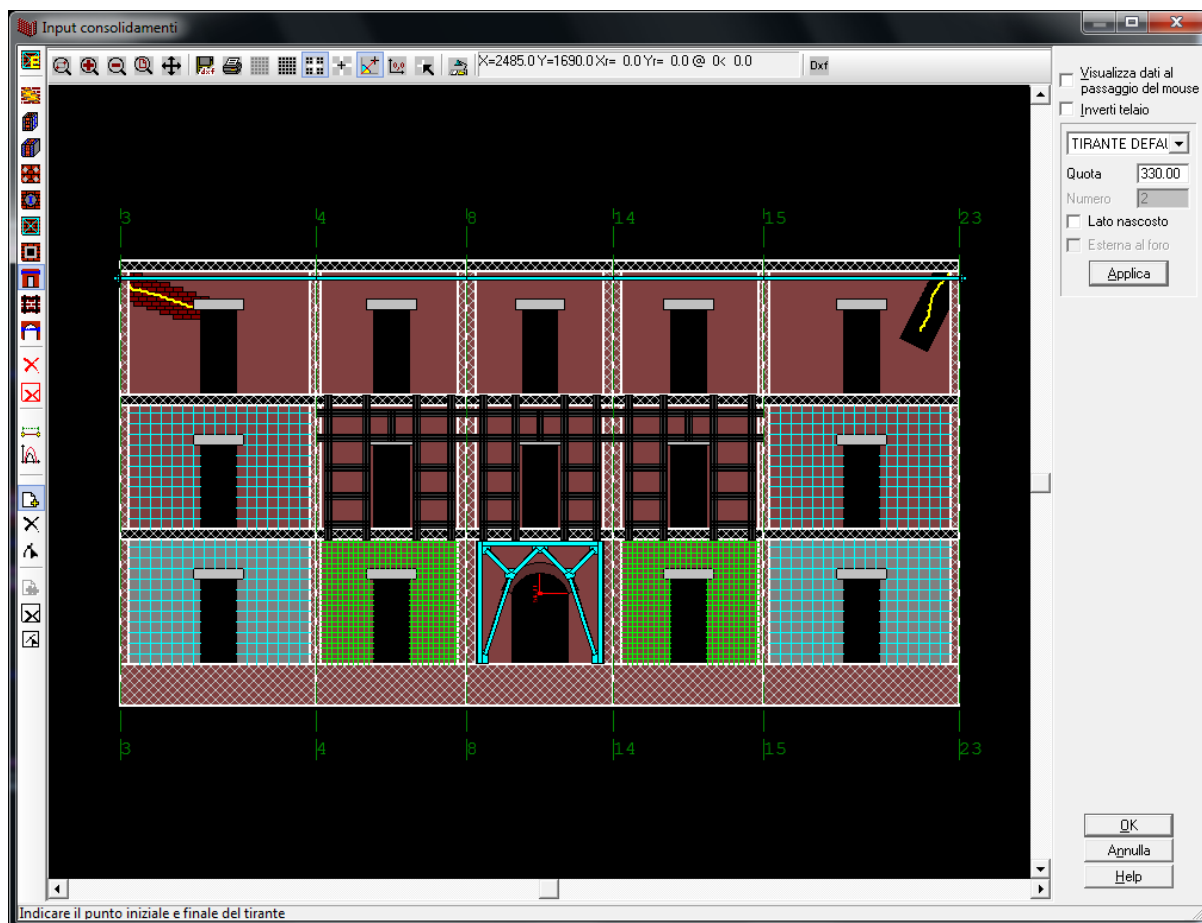 Input consolidamenti
dxf
0,0
X=2485.0 Y=1690.0 Xr= 0.0 Yr= 0.0 @ 0< 0.0
Dxf
Visualizza dati al
passaggio del mouse
Inverti telaio
TIRANTE DEFAU
Quota 330.00
Numero 2
Lato nascosto
Esterna al foro
Applica
3 4 8 14 15 23
3 4 8 14 15 23
OK
Annulla
Help
Indicare il punto iniziale e finale del tirante